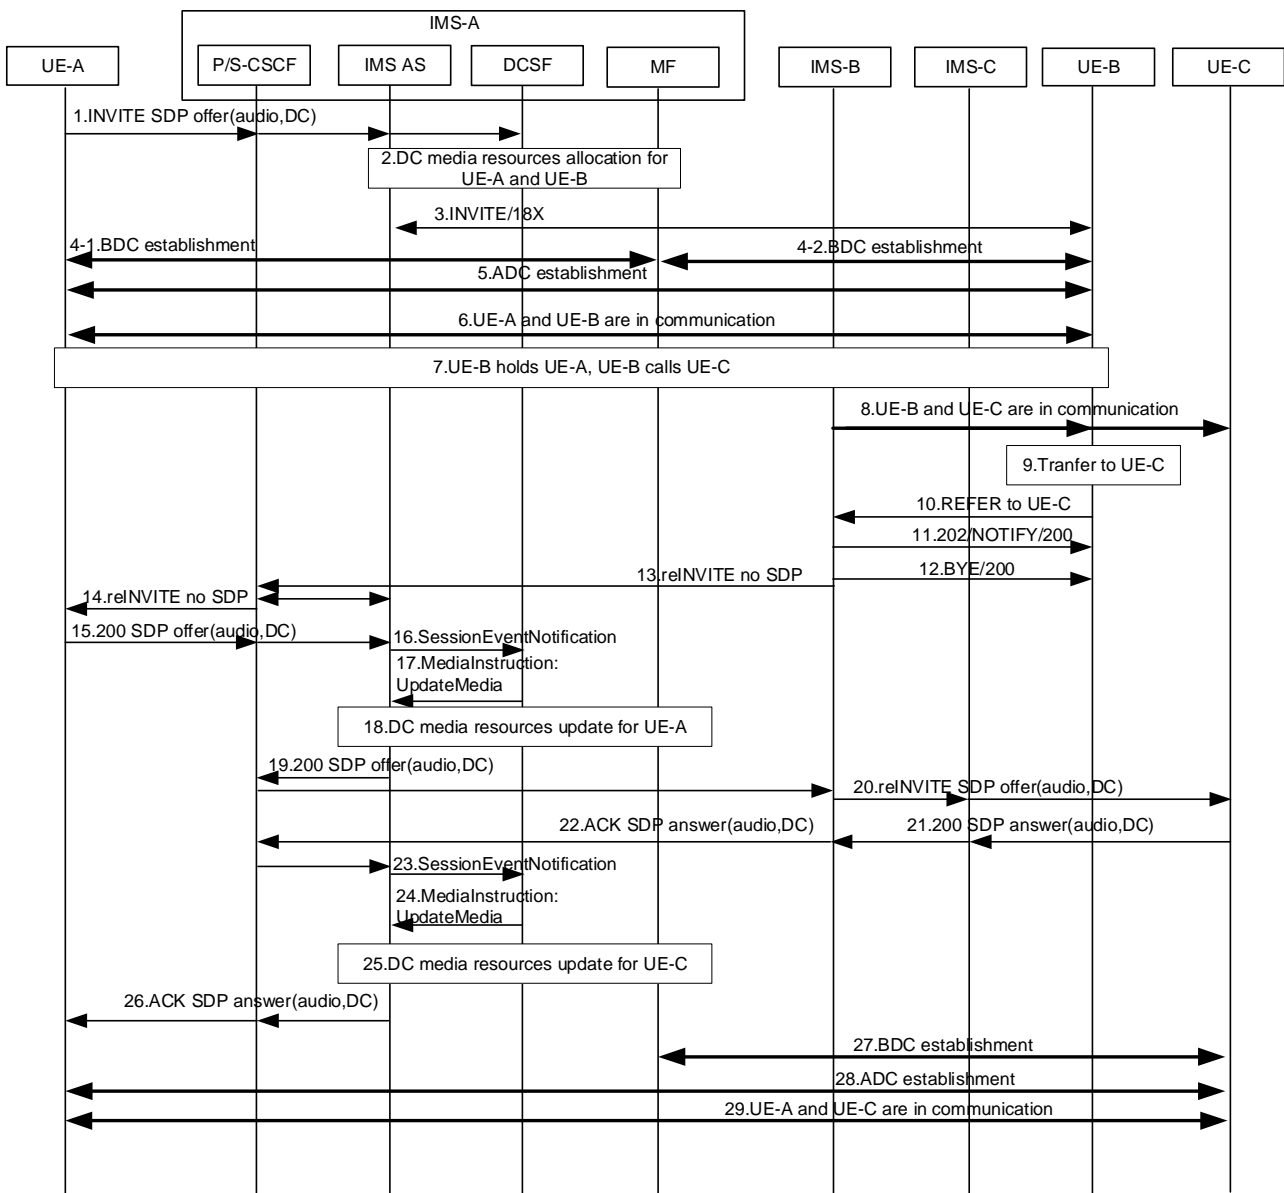 IMS-A
UE-A
P/S-CSCF
IMS AS
DCSF
MF
IMS-B
IMS-C
UE-B
UE-C
1.INVITE SDP offer(audio,DC)
2.DC media resources allocation for
UE-A and UE-B
3.INVITE/18X
4-1.BDC establishment
4-2.BDC establishment
5.ADC establishment
6.UE-A and UE-B are in communication
7.UE-B holds UE-A, UE-B calls UE-C
8.UE-B and UE-C are in communication
9.Tranfer to UE-C
10.REFER to UE-C
11.202/NOTIFY/200
12.BYE/200
13.reINVITE no SDP
14.reINVITE no SDP
15.200 SDP offer(audio,DC)
16.SessionEventNotification
17.MediaInstruction:
UpdateMedia
18.DC media resources update for UE-A
19.200 SDP offer(audio,DC)
20.reINVITE SDP offer(audio,DC)
21.200 SDP answer(audio,DC)
22.ACK SDP answer(audio,DC)
23.SessionEventNotification
24.MediaInstruction:
UpdateMedia
25.DC media resources update for UE-C
26.ACK SDP answer(audio,DC)
27.BDC establishment
28.ADC establishment
29.UE-A and UE-C are in communication